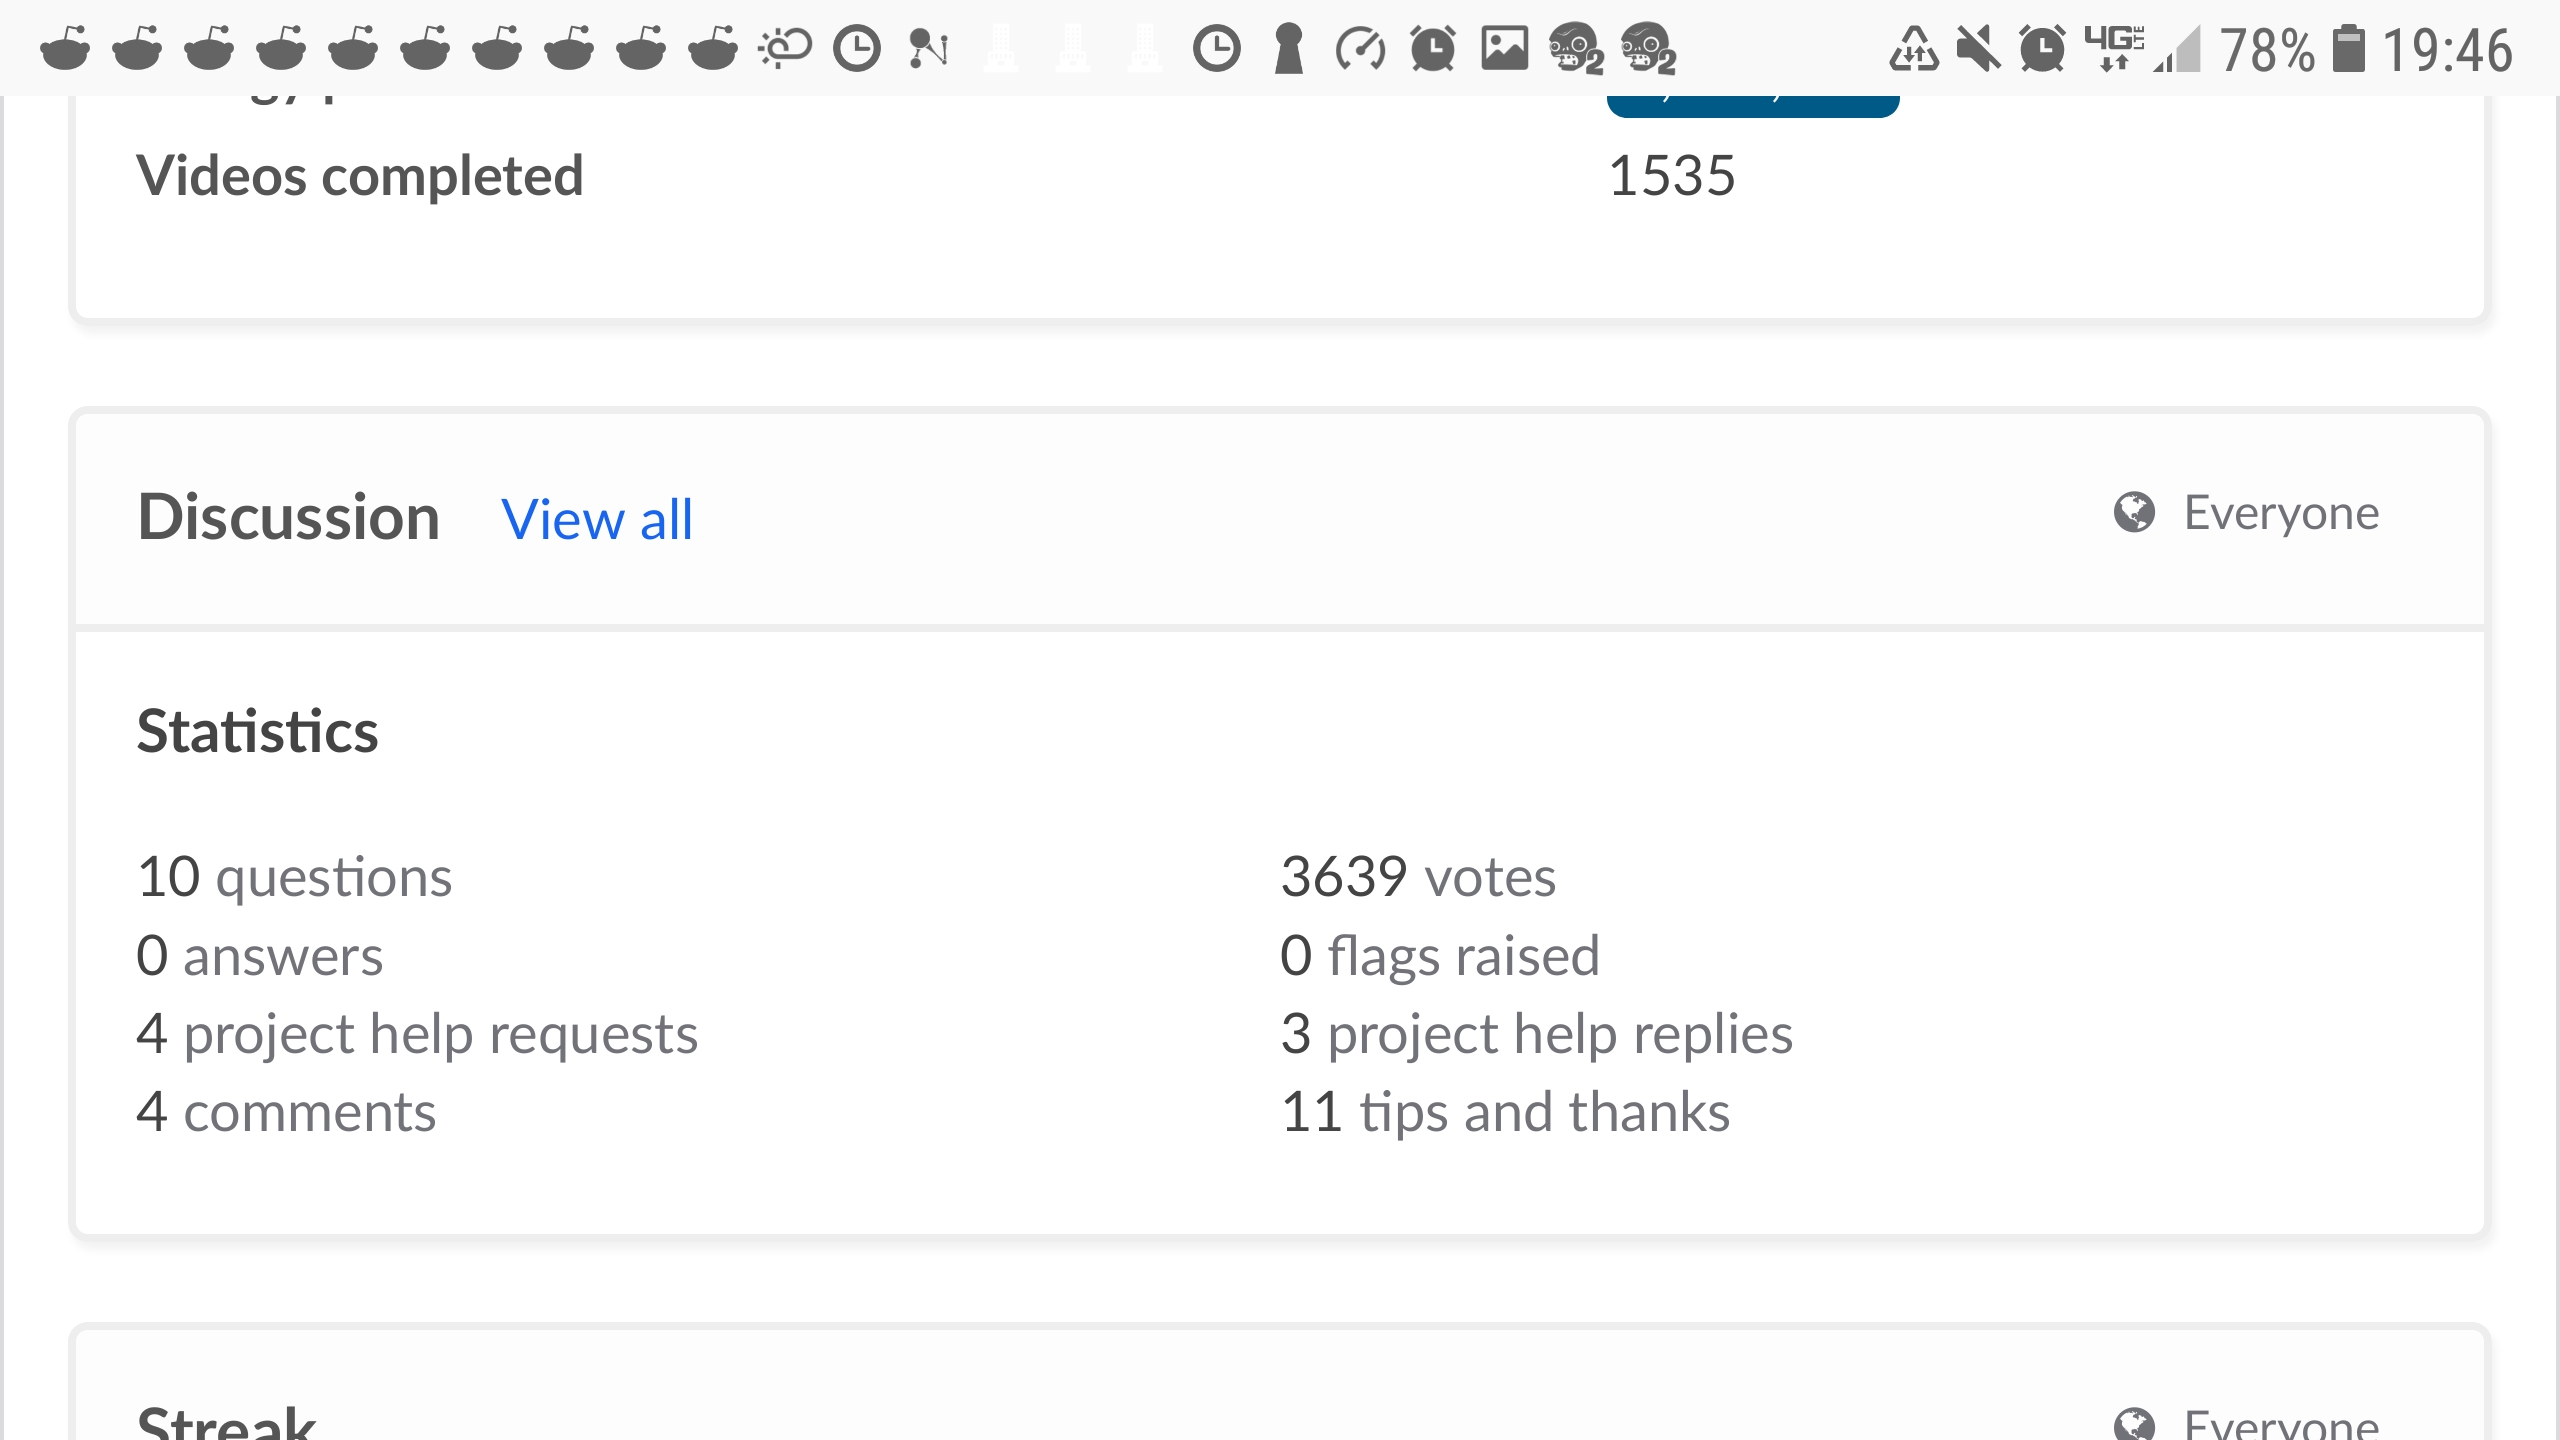 4G LTE 78% 19:46
Videos completed 1535
Discussion View all Everyone
Statistics
10 questions 3639 votes
0 answers 0 flags raised
4 project help requests 3 project help replies
4 comments 11 tips and thanks
Streak Everyone